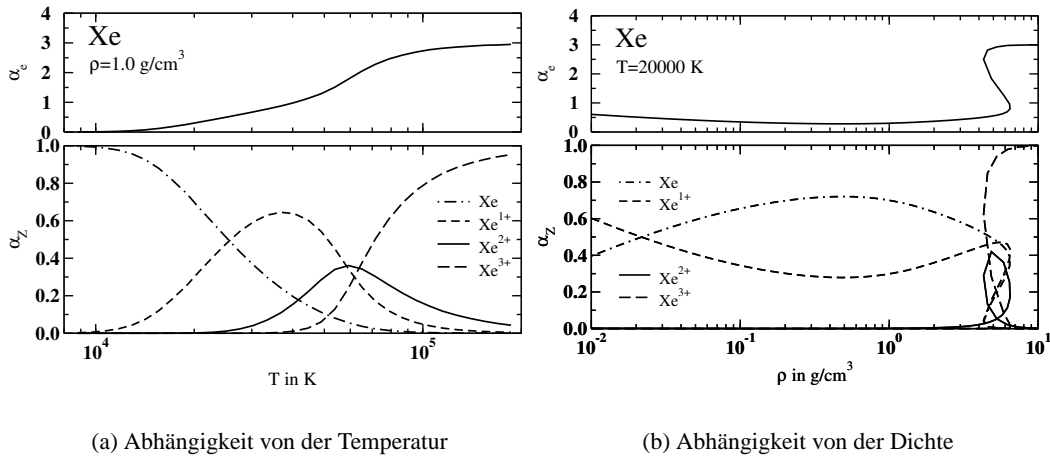 4
3
2
1
0
αₑ
Xe
ρ=1.0 g/cm³
1.0
0.8
0.6
0.4
0.2
0.0
α_Z
Xe
Xe¹⁺
Xe²⁺
Xe³⁺
10⁴ 10⁵
T in K
(a) Abhängigkeit von der Temperatur
4
3
2
1
0
αₑ
Xe
T=20000 K
1.0
0.8
0.6
0.4
0.2
0.0
α_Z
Xe
Xe¹⁺
Xe²⁺
Xe³⁺
10⁻² 10⁻¹ 10⁰ 10¹
ρ in g/cm³
(b) Abhängigkeit von der Dichte